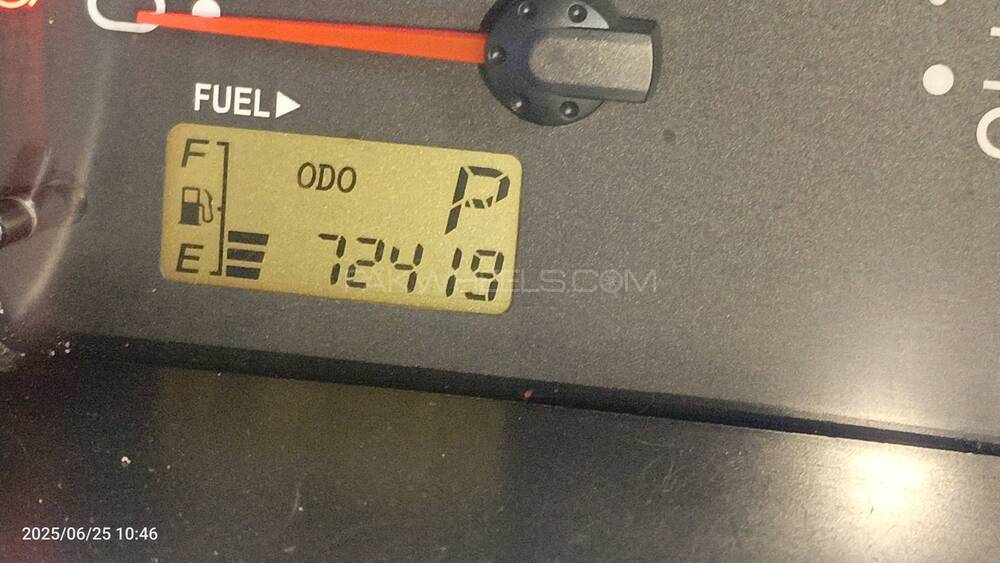 FUEL
F
ODO
P
E
72419
PAKWHEELS.COM
2025/06/25 10:46